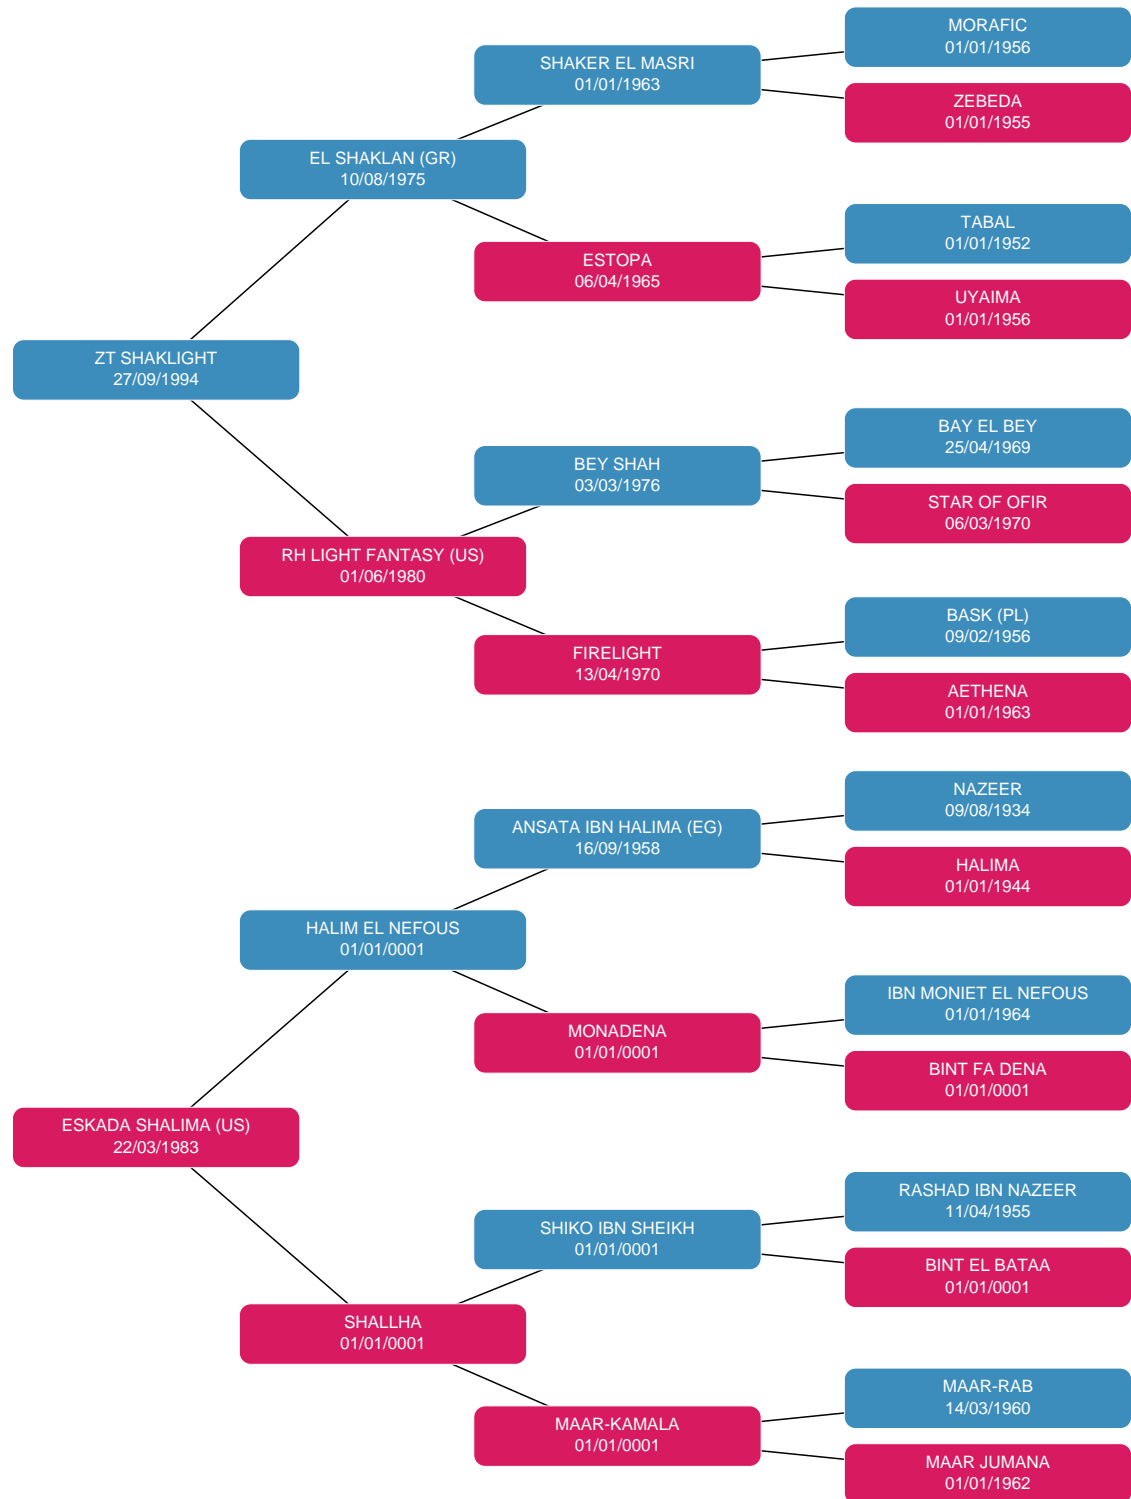 MORAFIC
01/01/1956
SHAKER EL MASRI
01/01/1963
ZEBEDA
01/01/1955
EL SHAKLAN (GR)
10/08/1975
TABAL
01/01/1952
ESTOPA
06/04/1965
UYAIMA
01/01/1956
ZT SHAKLIGHT
27/09/1994
BAY EL BEY
25/04/1969
BEY SHAH
03/03/1976
STAR OF OFIR
06/03/1970
RH LIGHT FANTASY (US)
01/06/1980
BASK (PL)
09/02/1956
FIRELIGHT
13/04/1970
AETHENA
01/01/1963
NAZEER
09/08/1934
ANSATA IBN HALIMA (EG)
16/09/1958
HALIMA
01/01/1944
HALIM EL NEFOUS
01/01/0001
IBN MONIET EL NEFOUS
01/01/1964
MONADENA
01/01/0001
BINT FA DENA
01/01/0001
ESKADA SHALIMA (US)
22/03/1983
RASHAD IBN NAZEER
11/04/1955
SHIKO IBN SHEIKH
01/01/0001
BINT EL BATAA
01/01/0001
SHALLHA
01/01/0001
MAAR-RAB
14/03/1960
MAAR-KAMALA
01/01/0001
MAAR JUMANA
01/01/1962